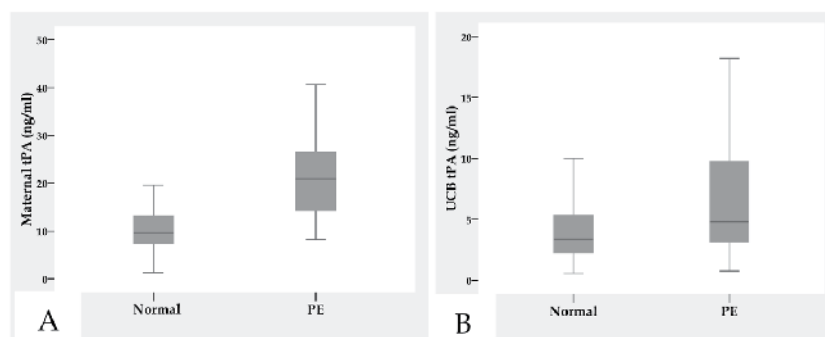 Maternal tPA (ng/ml)
50
40
30
20
10
0
Normal
PE
A
UCB tPA (ng/ml)
20
15
10
5
0
Normal
PE
B